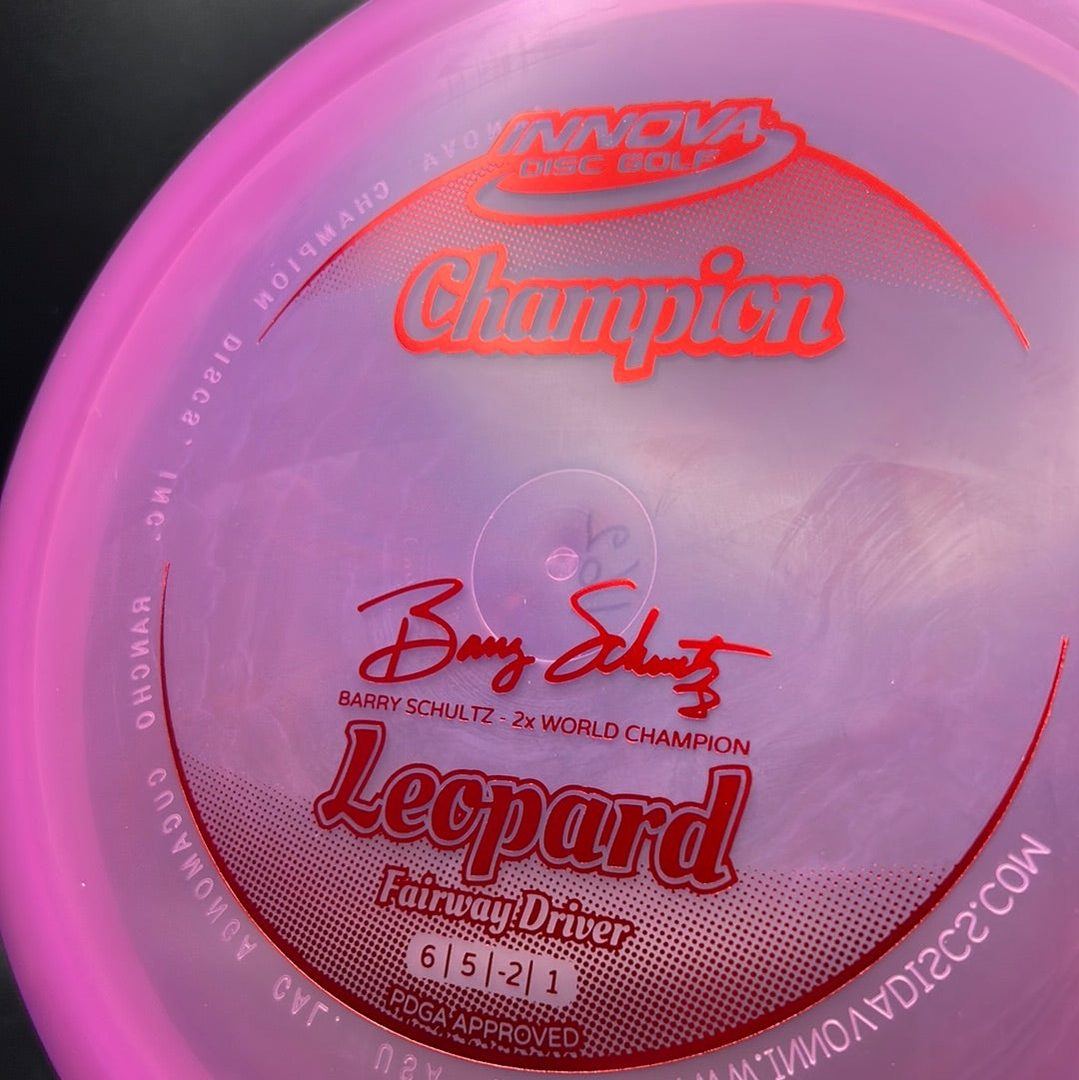 INNOVA
DISC GOLF
Champion
Barry Schultz
BARRY SCHULTZ - 2x WORLD CHAMPION
Leopard
Fairway Driver
6 | 5 | -2 | 1
PDGA APPROVED
INNOVA CHAMPION DISCS, INC. RANCHO CUCAMONGA CAL. USA
WWW.INNOVADISCS.COM